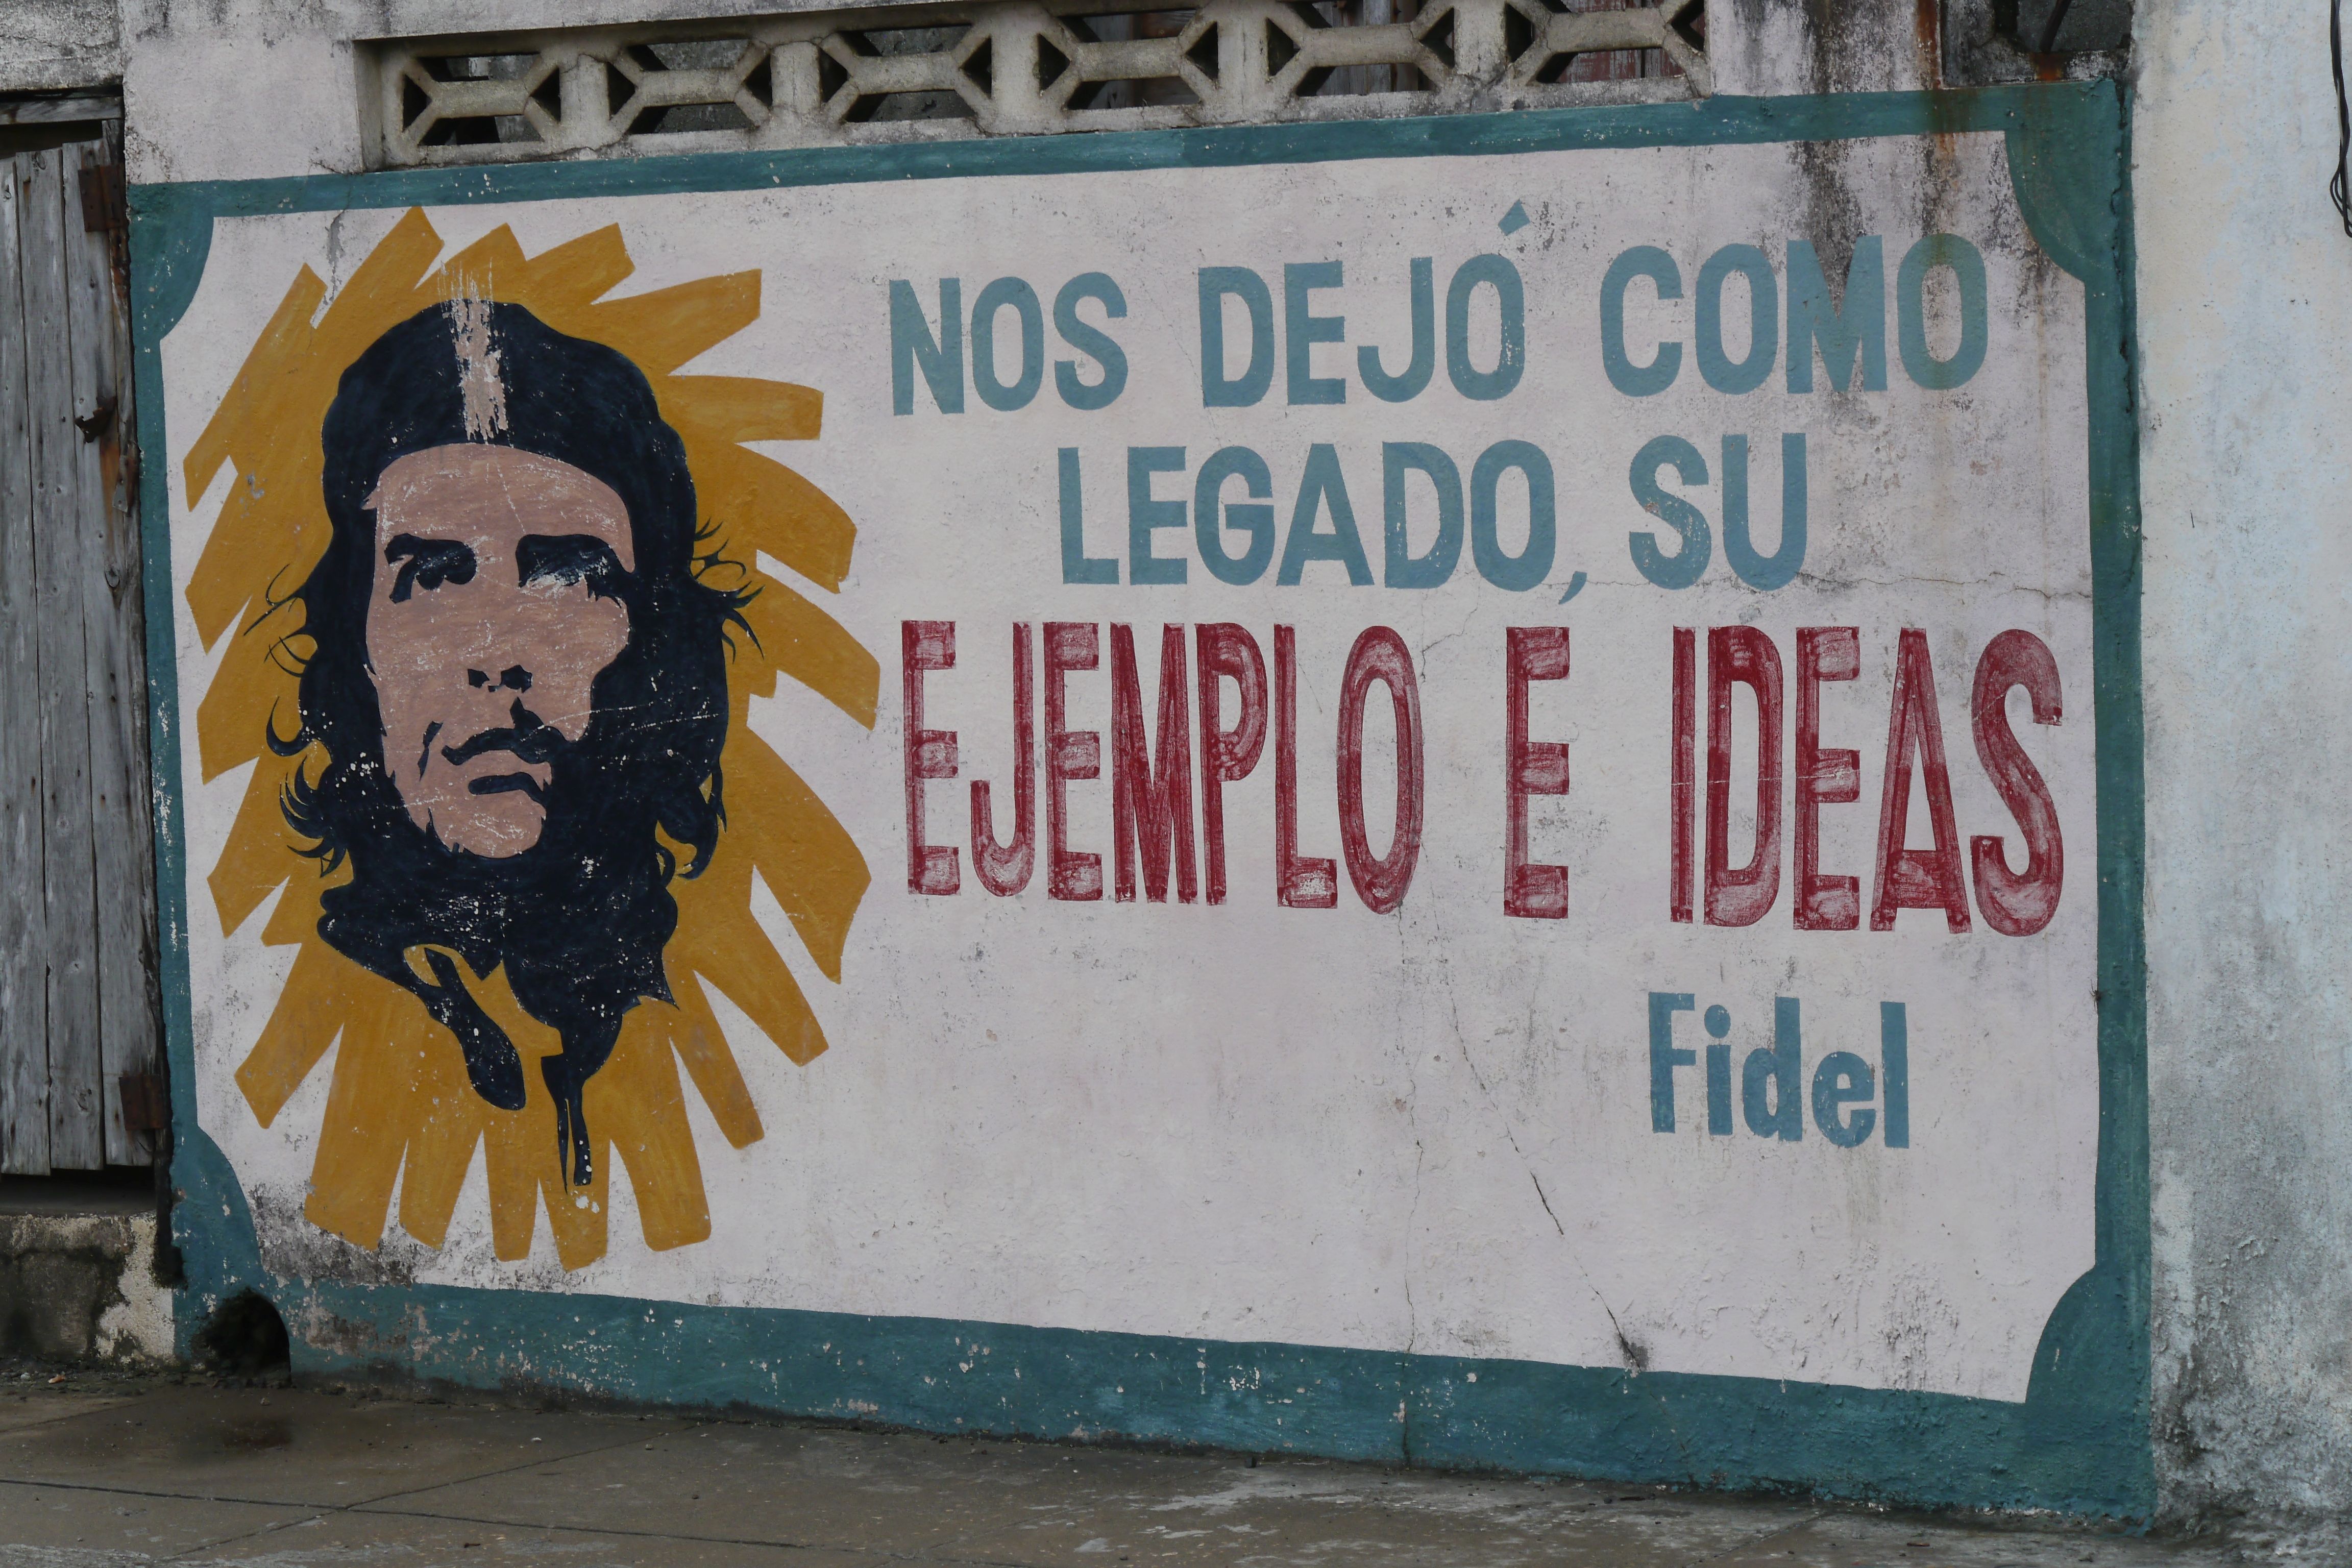 NOS DEJÓ COMO
LEGADO, SU
EJEMPLO E IDEAS
Fidel